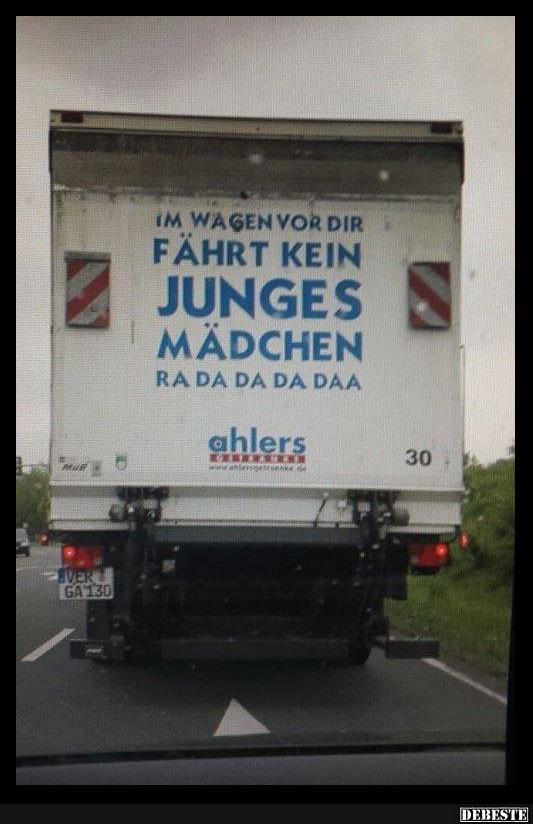 IM WAGEN VOR DIR
FÄHRT KEIN
JUNGES
MÄDCHEN
RA DA DA DA DAA
ahlers
GETRÄNKE
www.ahlersgetraenke.de
30
VER
GA 130
DEBESTE